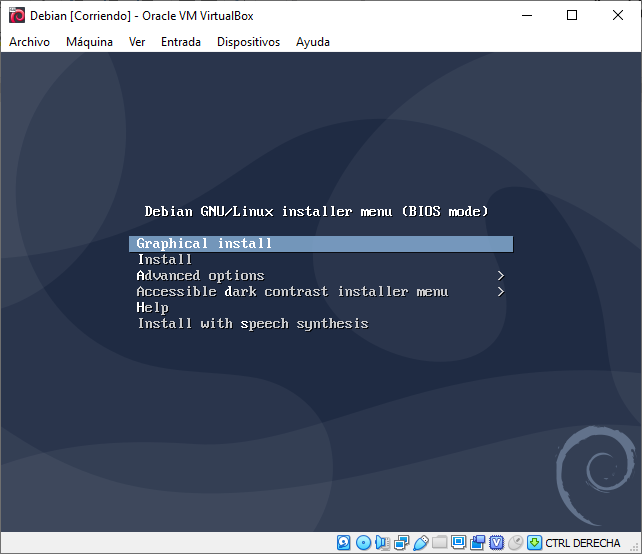 Debian [Corriendo] - Oracle VM VirtualBox
Archivo Máquina Ver Entrada Dispositivos Ayuda
Debian GNU/Linux installer menu (BIOS mode)
Graphical install
Install
Advanced options >
Accessible dark contrast installer menu >
Help
Install with speech synthesis
CTRL DERECHA